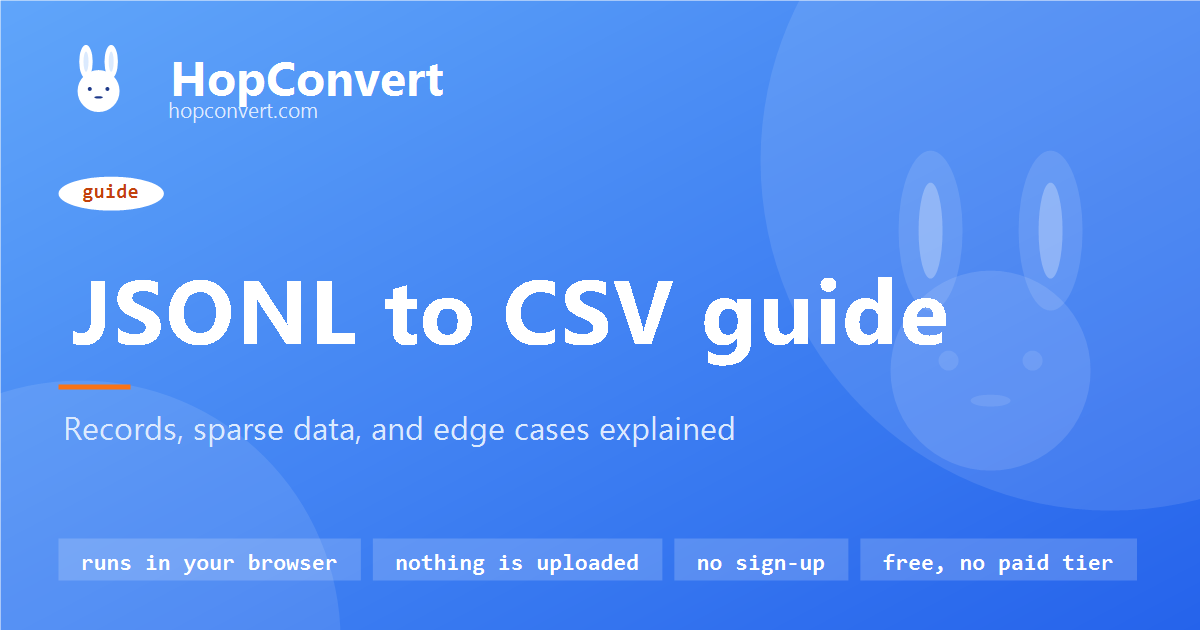 HopConvert
hopconvert.com
guide
JSONL to CSV guide
Records, sparse data, and edge cases explained
runs in your browser
nothing is uploaded
no sign-up
free, no paid tier